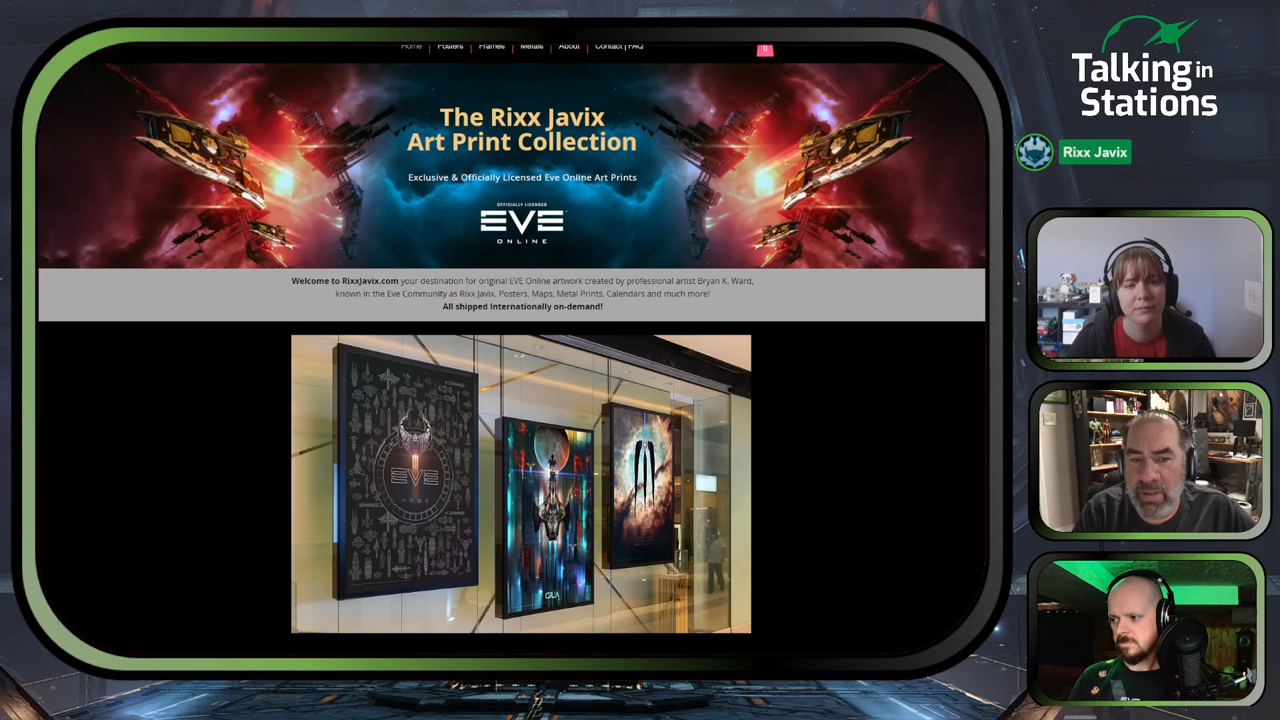 Home | Posters | Frames | Metals | About | Contact | FAQ
0
The Rixx Javix
Art Print Collection
Exclusive & Officially Licensed Eve Online Art Prints
OFFICIALLY LICENSED
EVE
ONLINE
Welcome to RixxJavix.com your destination for original EVE Online artwork created by professional artist Bryan K. Ward,
known in the Eve Community as Rixx Javix. Posters, Maps, Metal Prints, Calendars and much more!
All shipped Internationally on-demand!
EVE
GILA
Talking in
Stations
Rixx Javix